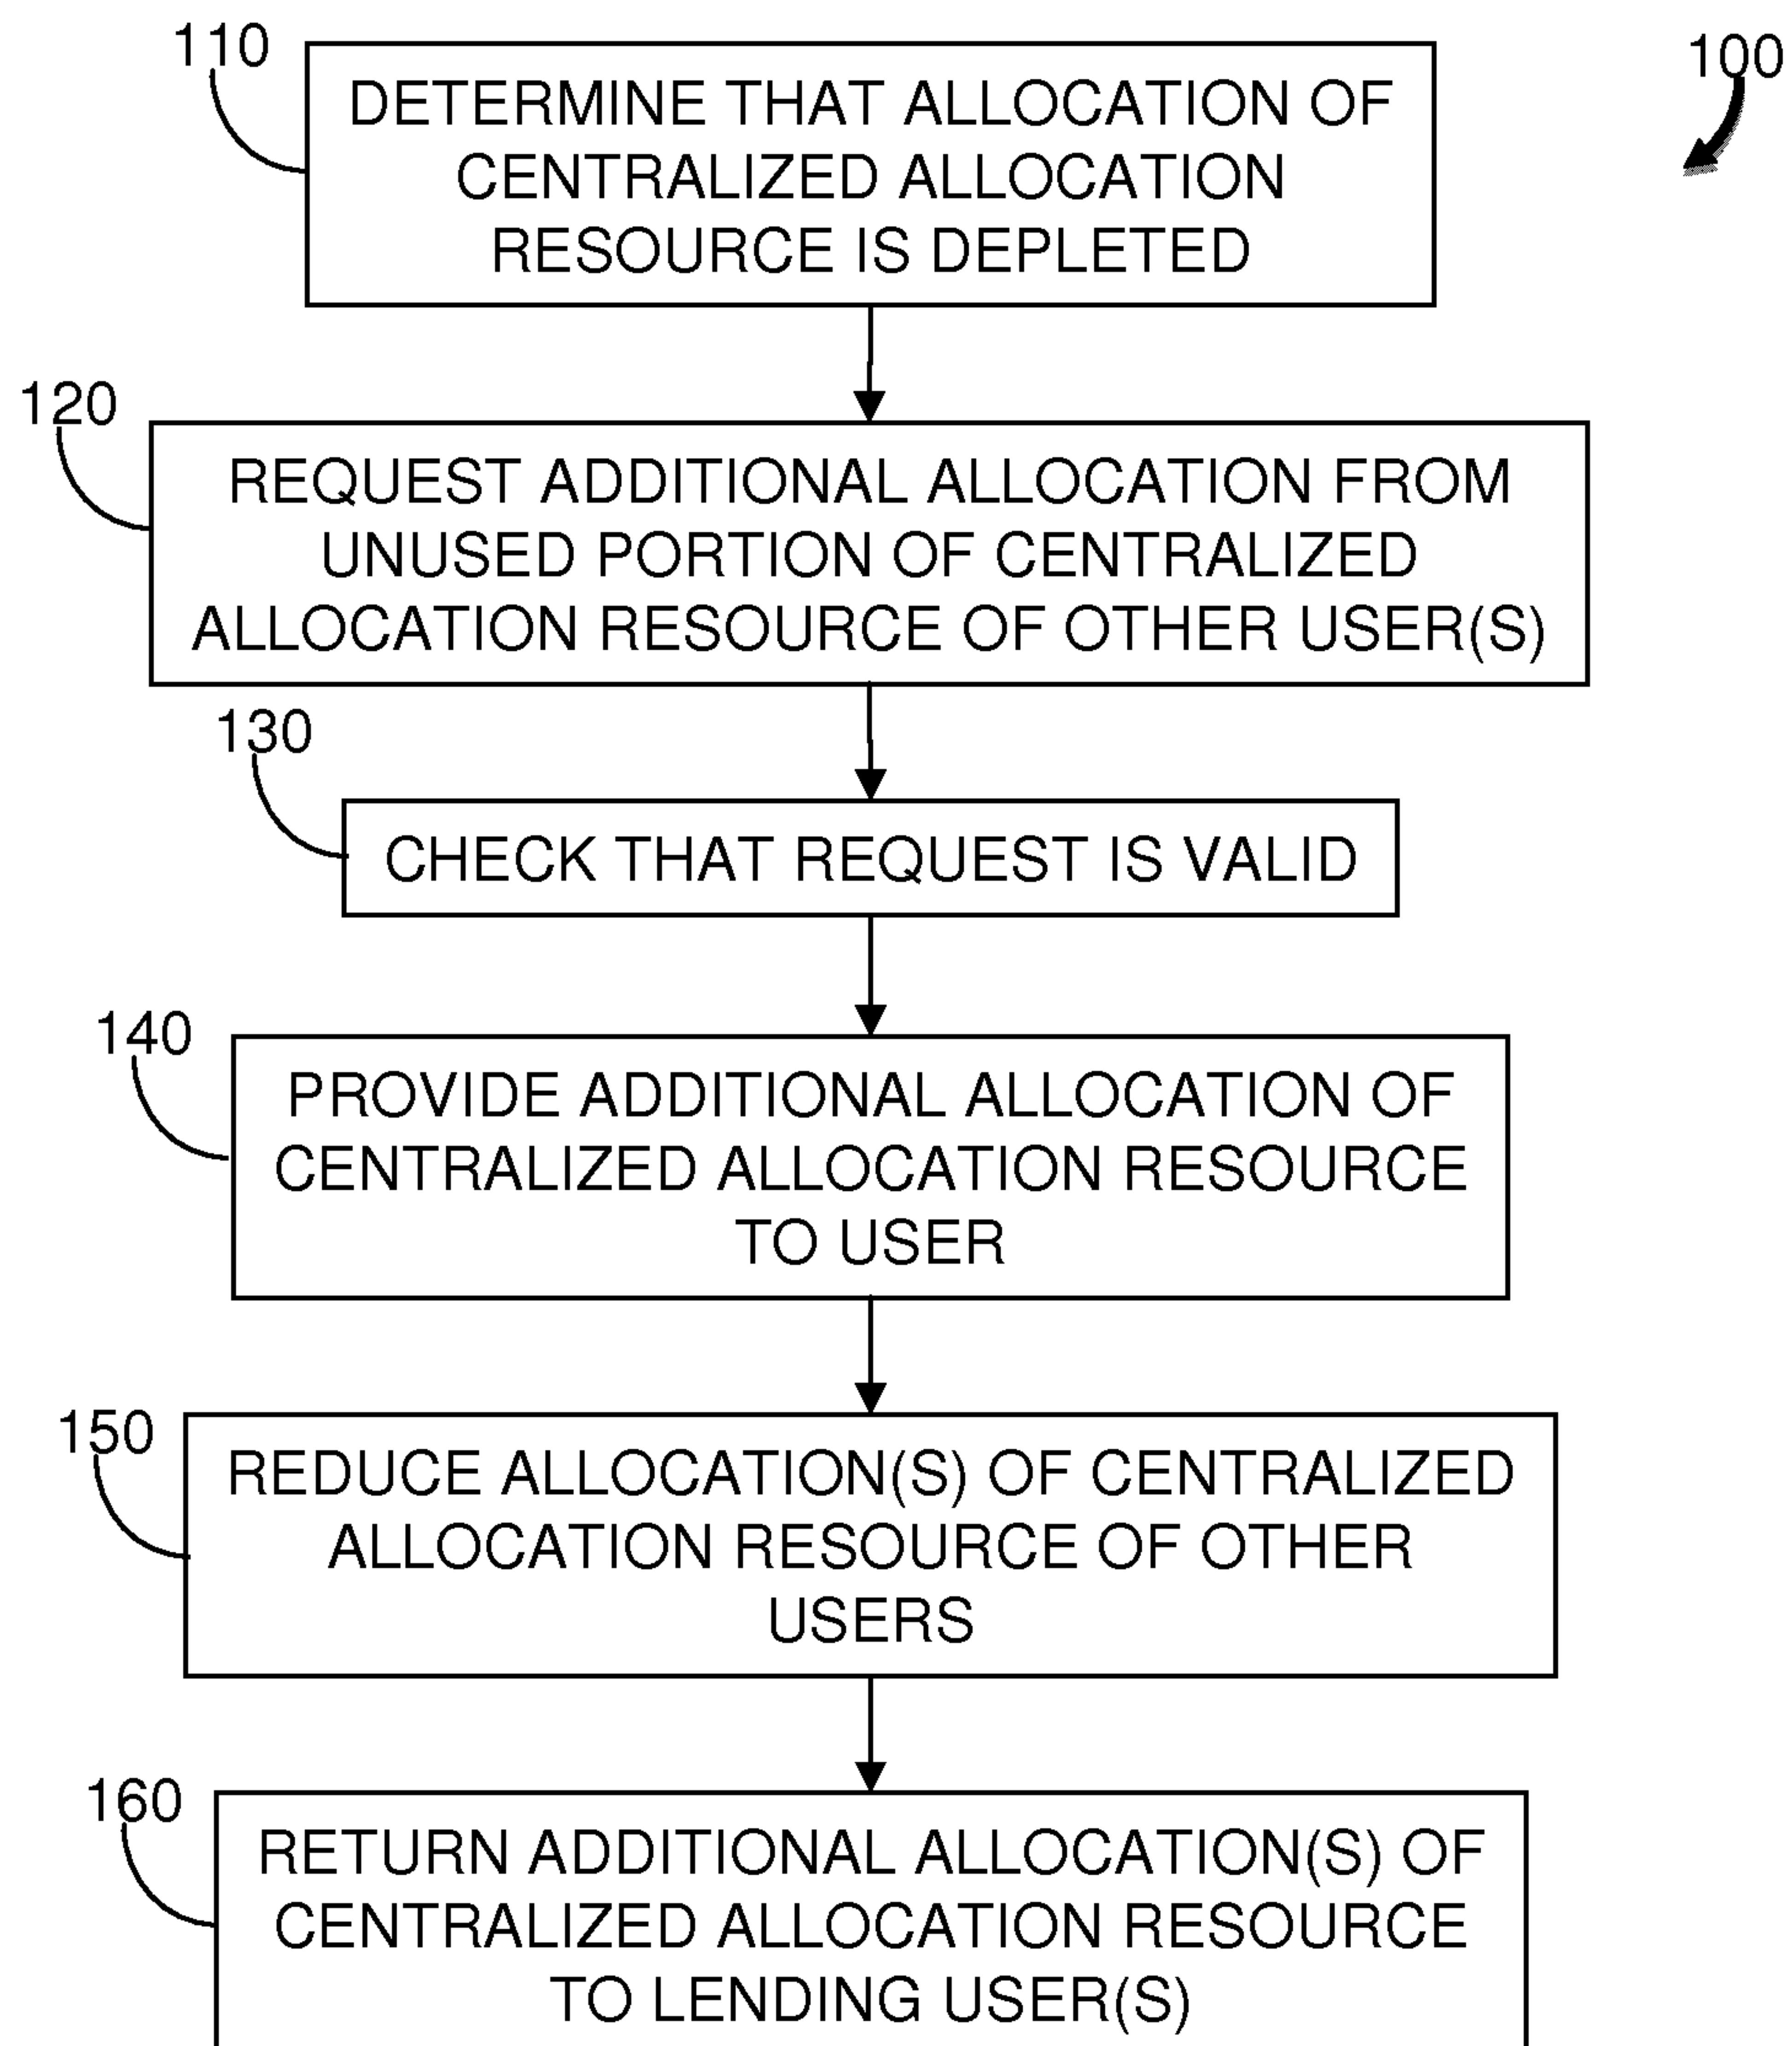 110
100
DETERMINE THAT ALLOCATION OF
CENTRALIZED ALLOCATION
RESOURCE IS DEPLETED
120
REQUEST ADDITIONAL ALLOCATION FROM
UNUSED PORTION OF CENTRALIZED
ALLOCATION RESOURCE OF OTHER USER(S)
130
CHECK THAT REQUEST IS VALID
140
PROVIDE ADDITIONAL ALLOCATION OF
CENTRALIZED ALLOCATION RESOURCE
TO USER
150
REDUCE ALLOCATION(S) OF CENTRALIZED
ALLOCATION RESOURCE OF OTHER
USERS
160
RETURN ADDITIONAL ALLOCATION(S) OF
CENTRALIZED ALLOCATION RESOURCE
TO LENDING USER(S)